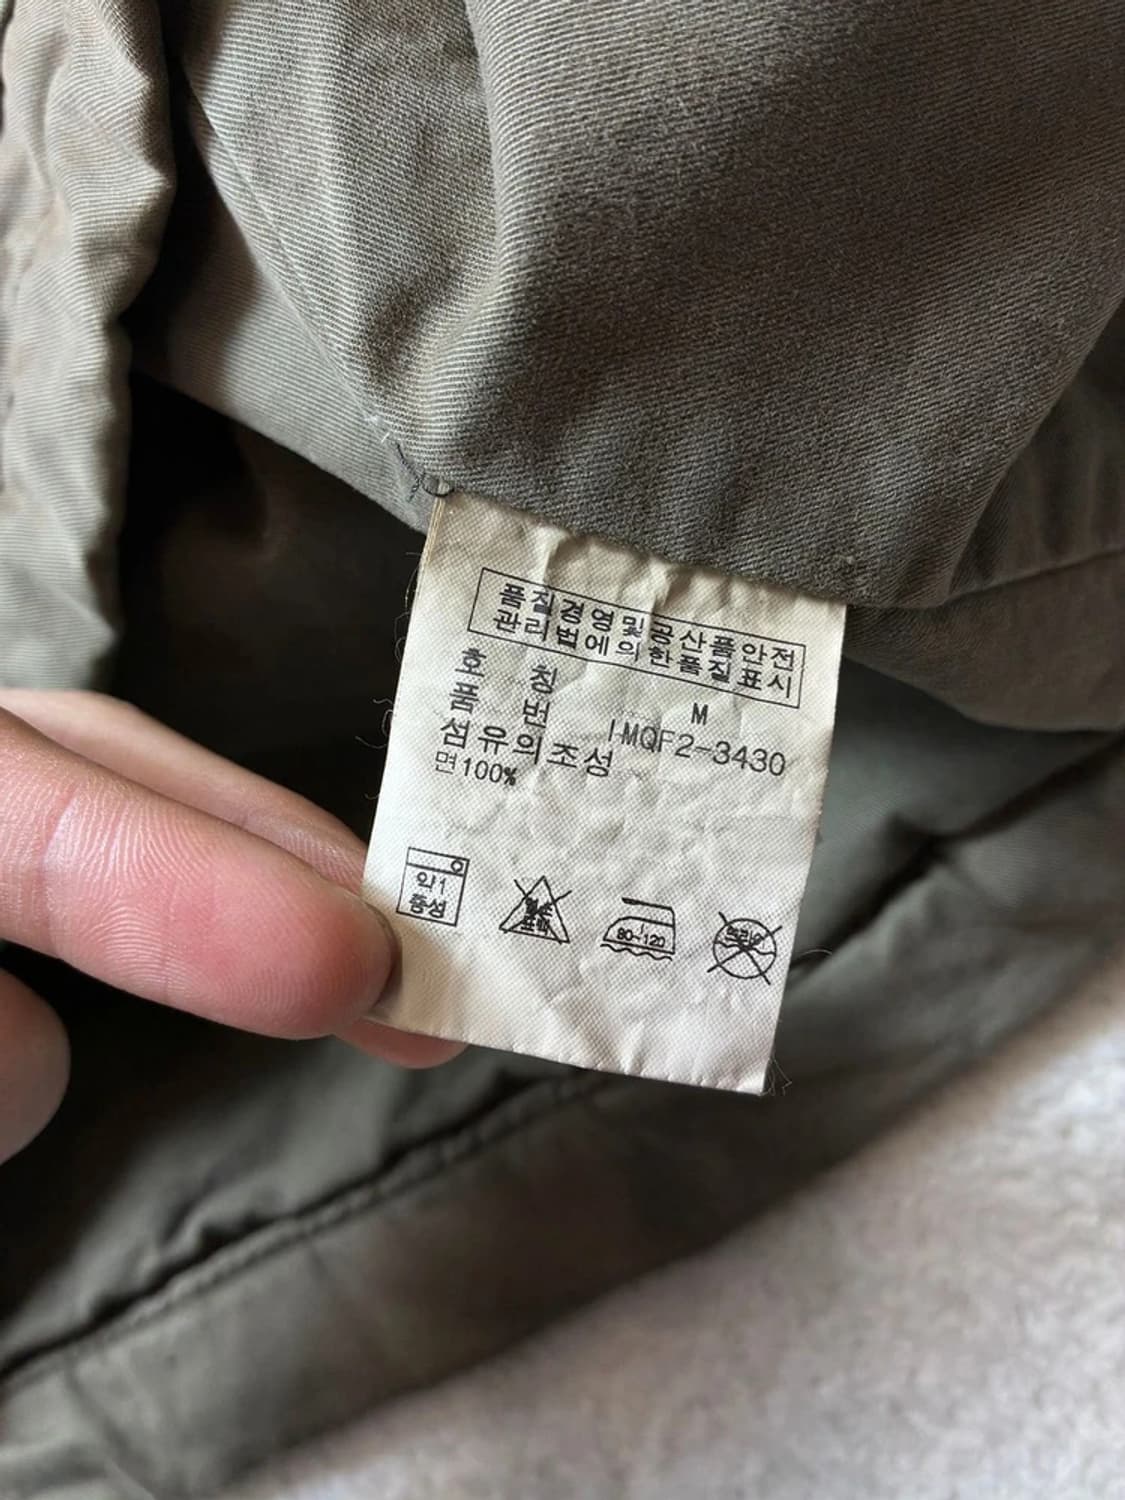 품질경영및공산품안전
관리법에의한품질표시
호 칭 M
품 번 IMQF2-3430
섬유의조성
면100%
약1
중성
80~120